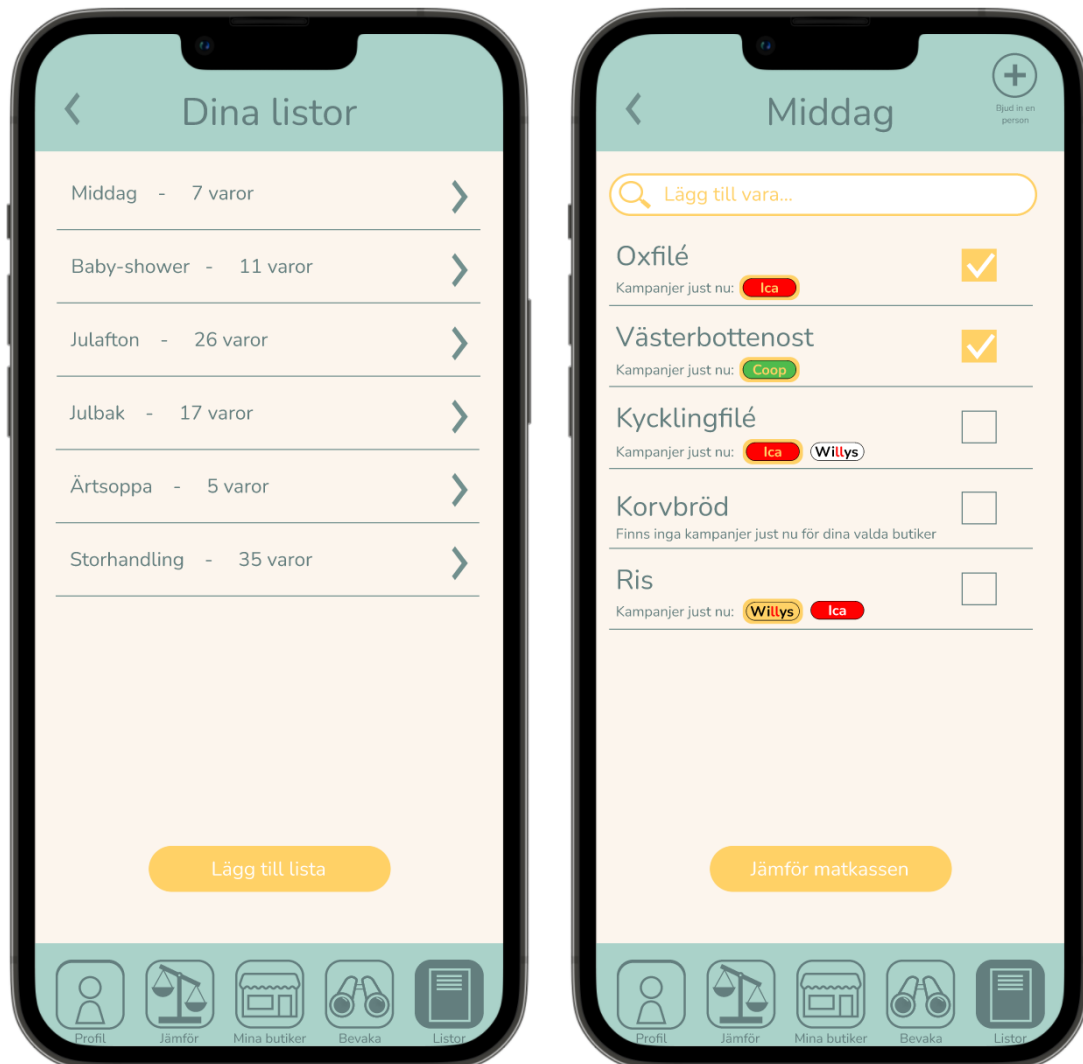 Dina listor
Middag - 7 varor
Baby-shower - 11 varor
Julafton - 26 varor
Julbak - 17 varor
Ärtsoppa - 5 varor
Storhandling - 35 varor
Lägg till lista
Profil
Jämför
Mina butiker
Bevaka
Listor
Middag
Bjud in en
person
Lägg till vara...
Oxfilé
Kampanjer just nu: Ica
Västerbottenost
Kampanjer just nu: Coop
Kycklingfilé
Kampanjer just nu: Ica Willys
Korvbröd
Finns inga kampanjer just nu för dina valda butiker
Ris
Kampanjer just nu: Willys Ica
Jämför matkassen
Profil
Jämför
Mina butiker
Bevaka
Listor